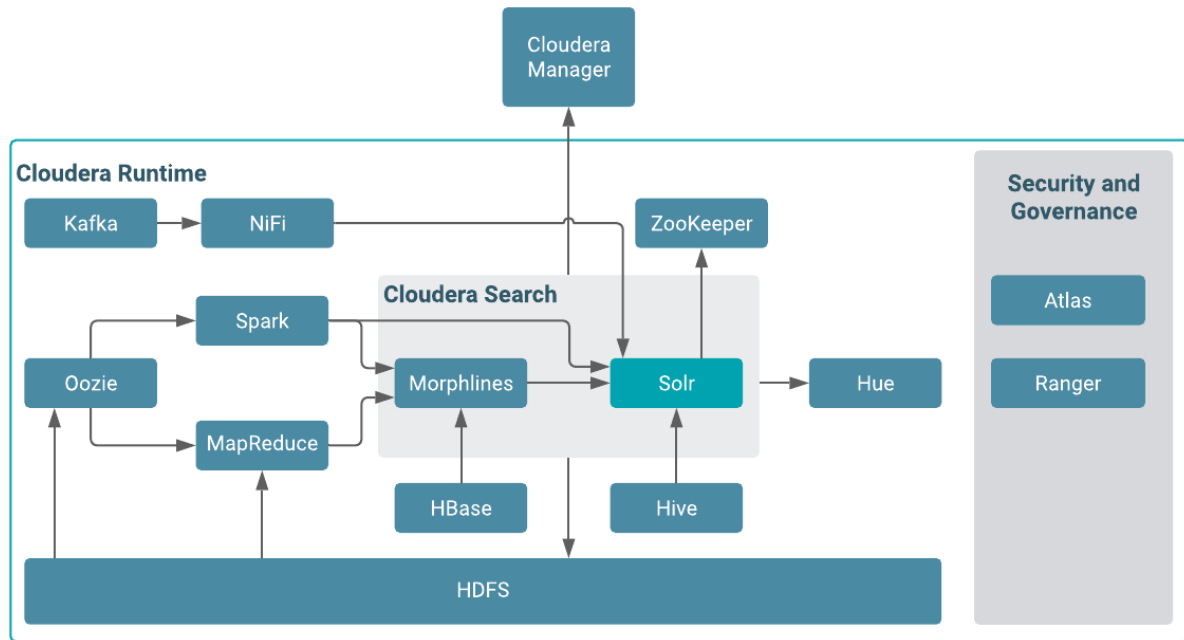 Cloudera
Manager
Cloudera Runtime
Security and
Governance
Kafka
NiFi
ZooKeeper
Cloudera Search
Atlas
Spark
Oozie
Morphlines
Solr
Hue
Ranger
MapReduce
HBase
Hive
HDFS